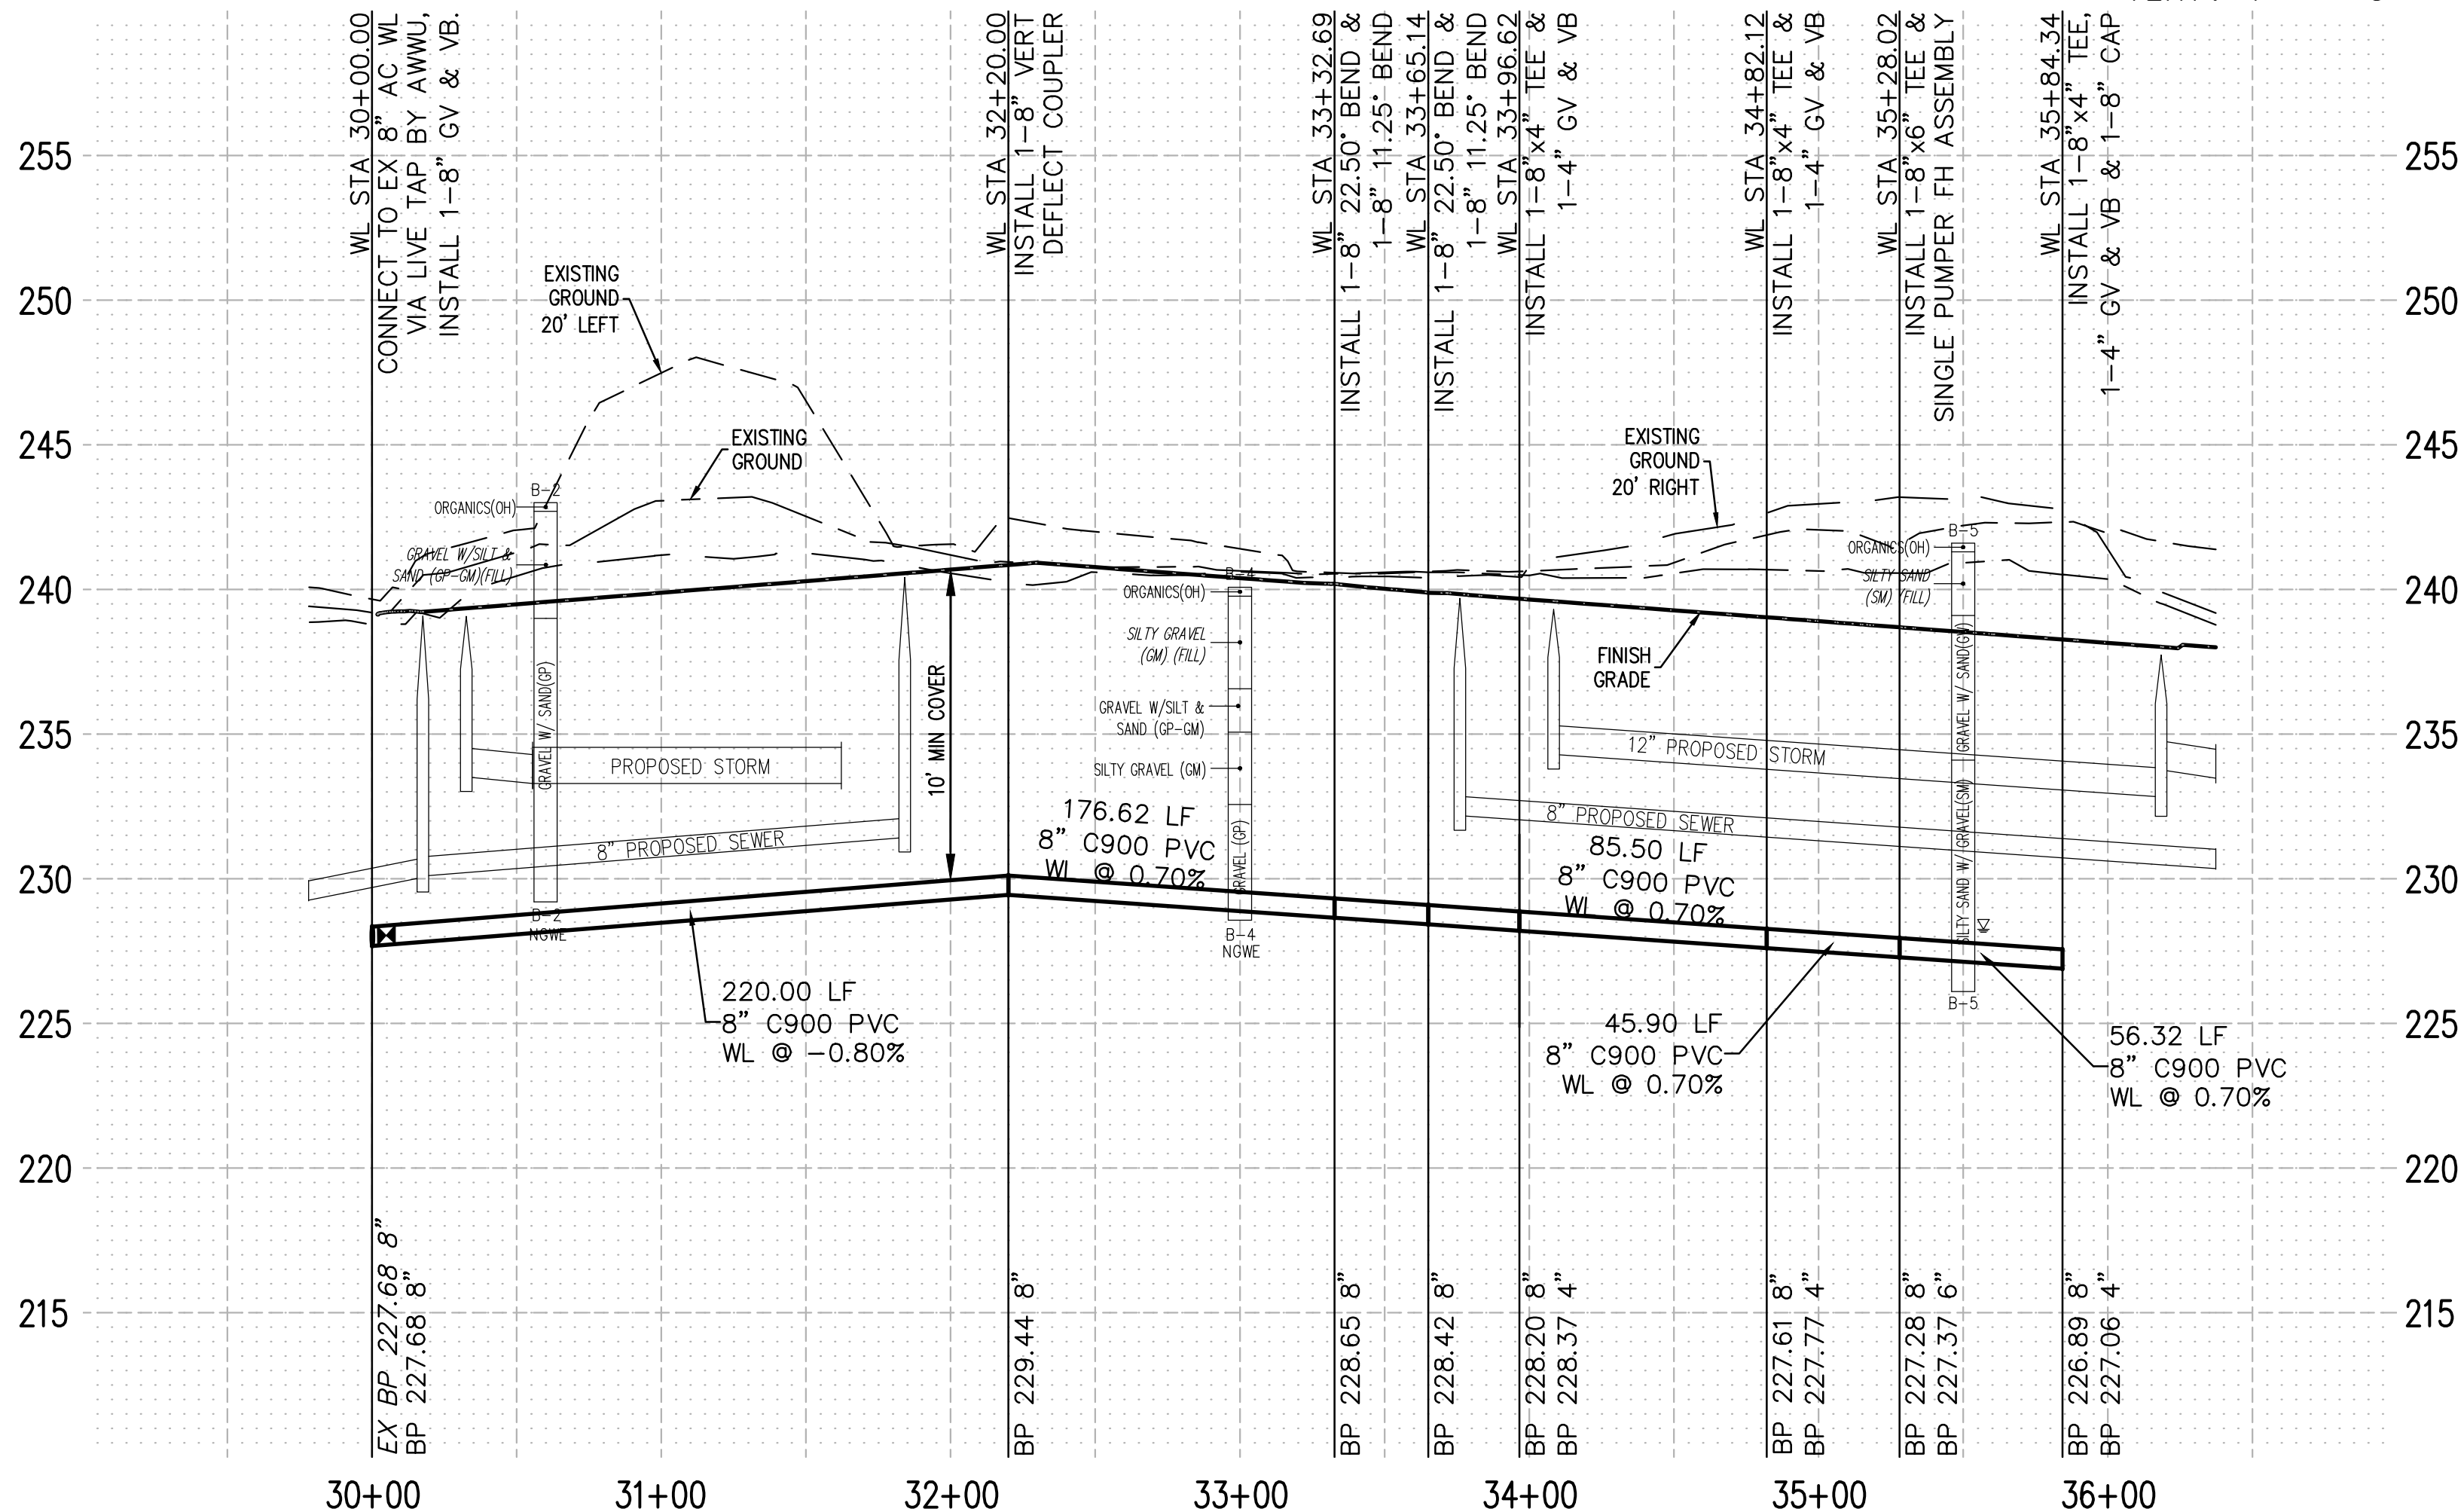 WL STA 30+00.00
CONNECT TO EX 8" AC WL
VIA LIVE TAP BY AWWU,
INSTALL 1-8" GV & VB.
WL STA 32+20.00
INSTALL 1-8" VERT
DEFLECT COUPLER
WL STA 33+32.69
INSTALL 1-8" 22.50° BEND &
1-8" 11.25° BEND
WL STA 33+65.14
INSTALL 1-8" 22.50° BEND &
1-8" 11.25° BEND
WL STA 33+96.62
INSTALL 1-8"x4" TEE &
1-4" GV & VB
WL STA 34+82.12
INSTALL 1-8"x4" TEE &
1-4" GV & VB
WL STA 35+28.02
INSTALL 1-8"x6" TEE &
SINGLE PUMPER FH ASSEMBLY
WL STA 35+84.34
INSTALL 1-8"x4" TEE,
1-4" GV & VB & 1-8" CAP
255
255
250
250
245
245
240
240
235
235
230
230
225
225
220
220
215
215
EXISTING
GROUND
20' LEFT
EXISTING
GROUND
EXISTING
GROUND
20' RIGHT
FINISH
GRADE
B-2
ORGANICS(OH)
GRAVEL W/SILT &
SAND (GP-GM)(FILL)
GRAVEL W/ SAND(GP)
B-2
NGWE
PROPOSED STORM
8" PROPOSED SEWER
10' MIN COVER
B-4
ORGANICS(OH)
SILTY GRAVEL
(GM) (FILL)
GRAVEL W/SILT &
SAND (GP-GM)
SILTY GRAVEL (GM)
GRAVEL (GP)
B-4
NGWE
176.62 LF
8" C900 PVC
WL @ 0.70%
12" PROPOSED STORM
8" PROPOSED SEWER
85.50 LF
8" C900 PVC
WL @ 0.70%
B-5
ORGANICS(OH)
SILTY SAND
(SM) (FILL)
GRAVEL W/ SAND(GW)
SILTY SAND W/ GRAVEL(SM)
B-5
220.00 LF
8" C900 PVC
WL @ -0.80%
45.90 LF
8" C900 PVC
WL @ 0.70%
56.32 LF
8" C900 PVC
WL @ 0.70%
EX BP 227.68 8"
BP 227.68 8"
BP 229.44 8"
BP 228.65 8"
BP 228.42 8"
BP 228.20 8"
BP 228.37 4"
BP 227.61 8"
BP 227.77 4"
BP 227.28 8"
BP 227.37 6"
BP 226.89 8"
BP 227.06 4"
30+00
31+00
32+00
33+00
34+00
35+00
36+00